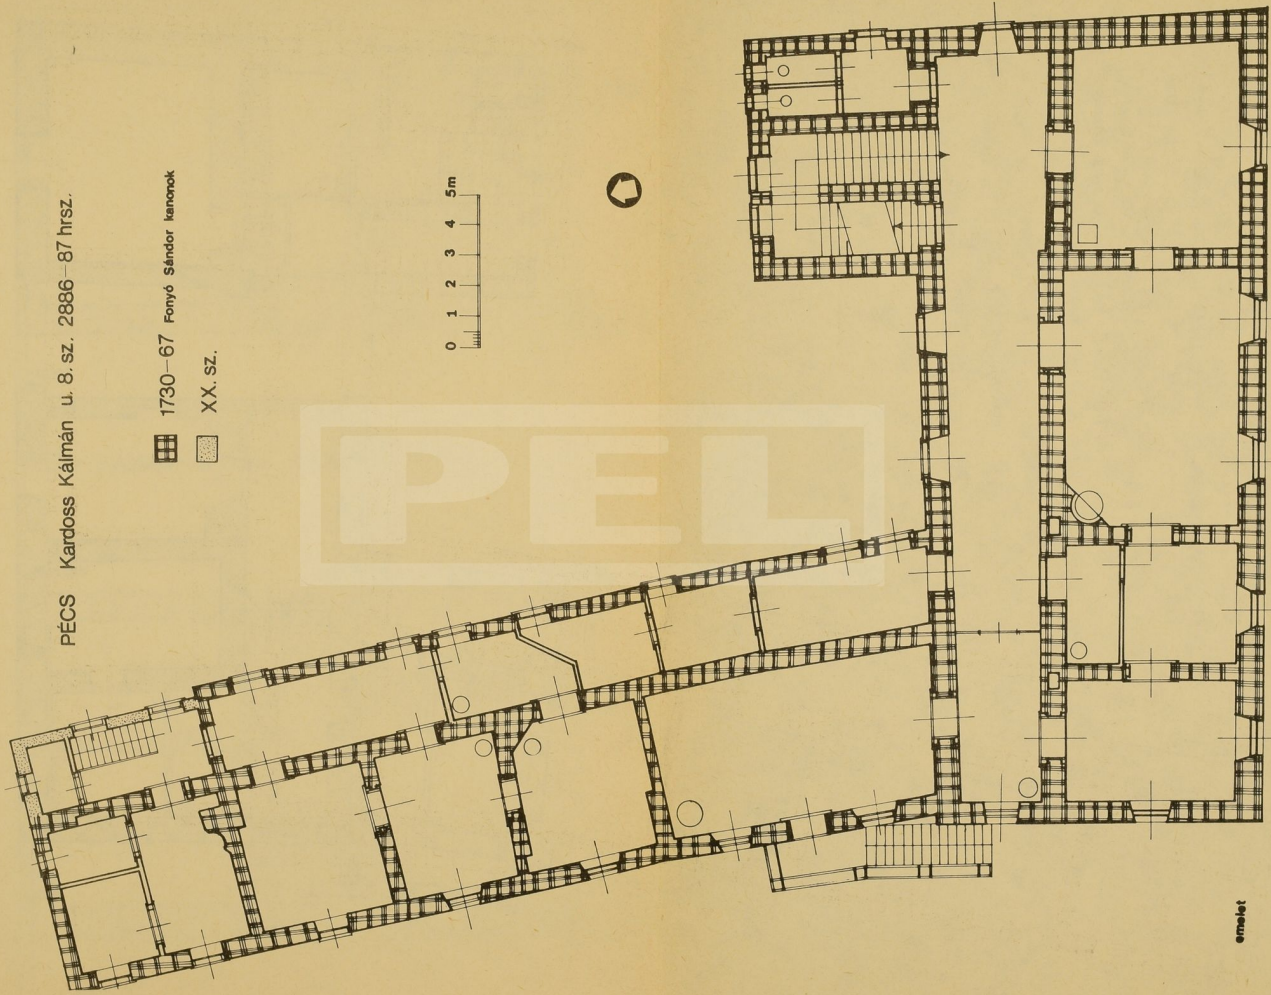 PÉCS Kardoss Kálmán u. 8. sz. 2886–87 hrsz.
1730–67 Fonyó Sándor kanonok
XX. sz.
0 1 2 3 4 5m
PEL
emelet